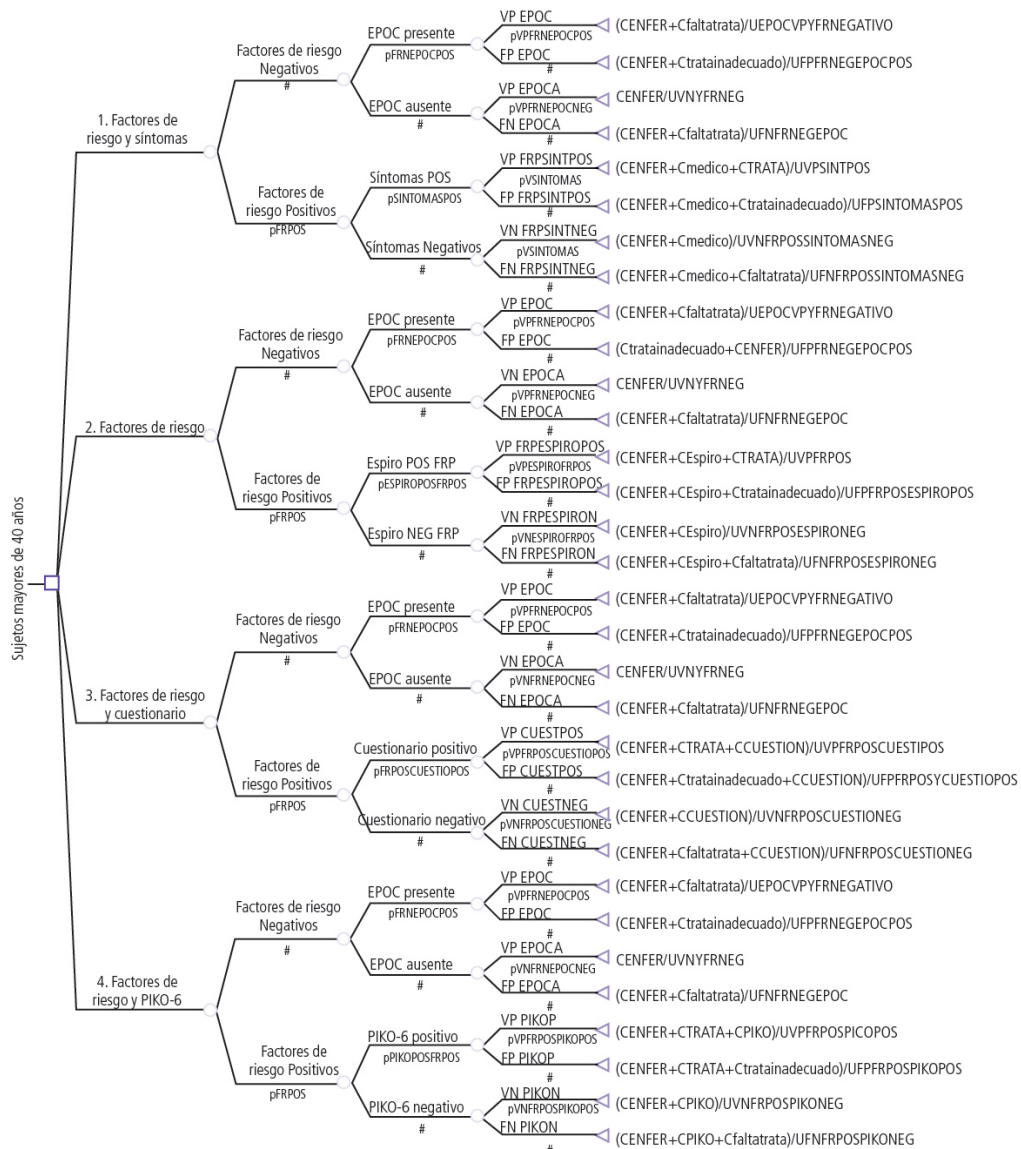 Sujetos mayores de 40 años
1. Factores de
riesgo y síntomas
Factores de riesgo
Negativos
#
EPOC presente
pFRNEPOCPOS
VP EPOC
pVPFRNEPOCPOS
(CENFER+Cfaltatrata)/UEPOCVPYFRNEGATIVO
FP EPOC
#
(CENFER+Ctratainadecuado)/UFPFRNEGEPOCPOS
EPOC ausente
#
VP EPOCA
pVPFRNEPOCNEG
CENFER/UVNYFRNEG
FN EPOCA
#
(CENFER+Cfaltatrata)/UFNFRNEGEPOC
Factores de
riesgo Positivos
pFRPOS
Síntomas POS
pSINTOMASPOS
VP FRPSINTPOS
pVSINTOMAS
(CENFER+Cmedico+CTRATA)/UVPSINTPOS
FP FRPSINTPOS
#
(CENFER+Cmedico+Ctratainadecuado)/UFPSINTOMASPOS
Síntomas Negativos
#
VN FRPSINTNEG
pVSINTOMAS
(CENFER+Cmedico)/UVNFRPOSSINTOMASNEG
FN FRPSINTNEG
#
(CENFER+Cmedico+Cfaltatrata)/UFNFRPOSSINTOMASNEG
2. Factores de riesgo
Factores de riesgo
Negativos
#
EPOC presente
pFRNEPOCPOS
VP EPOC
pVPFRNEPOCPOS
(CENFER+Cfaltatrata)/UEPOCVPYFRNEGATIVO
FP EPOC
#
(Ctratainadecuado+CENFER)/UFPFRNEGEPOCPOS
EPOC ausente
#
VN EPOCA
pVPFRNEPOCNEG
CENFER/UVNYFRNEG
FN EPOCA
#
(CENFER+Cfaltatrata)/UFNFRNEGEPOC
Factores de
riesgo Positivos
pFRPOS
Espiro POS FRP
pESPIROPOSFRPOS
VP FRPESPIROPOS
pVPESPIROFRPOS
(CENFER+CEspiro+CTRATA)/UVPFRPOS
FP FRPESPIROPOS
#
(CENFER+CEspiro+Ctratainadecuado)/UFPFRPOSESPIROPOS
Espiro NEG FRP
#
VN FRPESPIRON
pVNESPIROFRPOS
(CENFER+CEspiro)/UVNFRPOSESPIRONEG
FN FRPESPIRON
#
(CENFER+CEspiro+Cfaltatrata)/UFNFRPOSESPIRONEG
3. Factores de riesgo
y cuestionario
Factores de riesgo
Negativos
#
EPOC presente
pFRNEPOCPOS
VP EPOC
pVPFRNEPOCPOS
(CENFER+Cfaltatrata)/UEPOCVPYFRNEGATIVO
FP EPOC
#
(CENFER+Ctratainadecuado)/UFPFRNEGEPOCPOS
EPOC ausente
#
VN EPOCA
pVNFRNEPOCNEG
CENFER/UVNYFRNEG
FN EPOCA
#
(CENFER+Cfaltatrata)/UFNFRNEGEPOC
Factores de
riesgo Positivos
pFRPOS
Cuestionario positivo
pFRPOSCUESTIOPOS
VP CUESTPOS
pVPFRPOSCUESTIOPOS
(CENFER+CTRATA+CCUESTION)/UVPFRPOSCUESTIPOS
FP CUESTPOS
#
(CENFER+Ctratainadecuado+CCUESTION)/UFPFRPOSYCUESTIOPOS
Cuestionario negativo
#
VN CUESTNEG
pVNFRPOSCUESTIONEG
(CENFER+CCUESTION)/UVNFRPOSCUESTIONEG
FN CUESTNEG
#
(CENFER+Cfaltatrata+CCUESTION)/UFNFRPOSCUESTIONEG
4. Factores de
riesgo y PIKO-6
Factores de riesgo
Negativos
#
EPOC presente
pFRNEPOCPOS
VP EPOC
pVPFRNEPOCPOS
(CENFER+Cfaltatrata)/UEPOCVPYFRNEGATIVO
FP EPOC
#
(CENFER+Ctratainadecuado)/UFPFRNEGEPOCPOS
EPOC ausente
#
VP EPOCA
pVNFRNEPOCNEG
CENFER/UVNYFRNEG
FP EPOCA
#
(CENFER+Cfaltatrata)/UFNFRNEGEPOC
Factores de
riesgo Positivos
pFRPOS
PIKO-6 positivo
pPIKOPOSFRPOS
VP PIKOP
pVPFRPOSPIKOPOS
(CENFER+CTRATA+CPIKO)/UVPFRPOSPICOPOS
FP PIKOP
#
(CENFER+CTRATA+Ctratainadecuado)/UFPFRPOSPIKOPOS
PIKO-6 negativo
#
VN PIKON
pVNFRPOSPIKOPOS
(CENFER+CPIKO)/UVNFRPOSPIKONEG
FN PIKON
#
(CENFER+CPIKO+Cfaltatrata)/UFNFRPOSPIKONEG